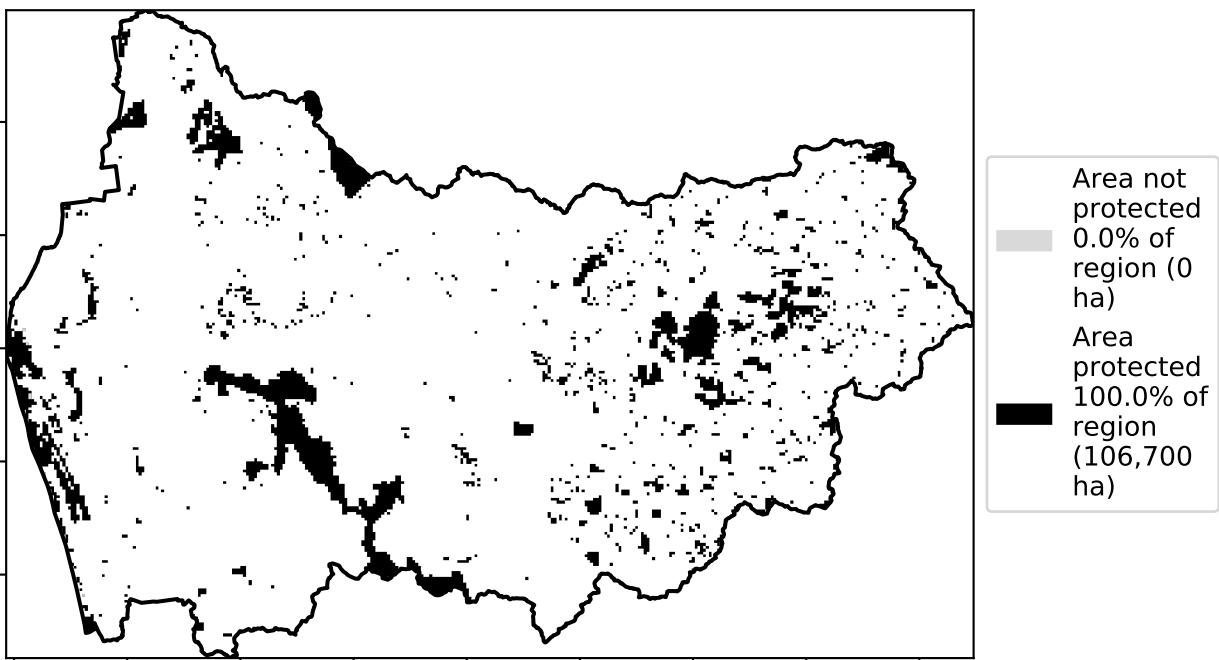 Area not
protected
0.0% of
region (0
ha)
Area
protected
100.0% of
region
(106,700
ha)